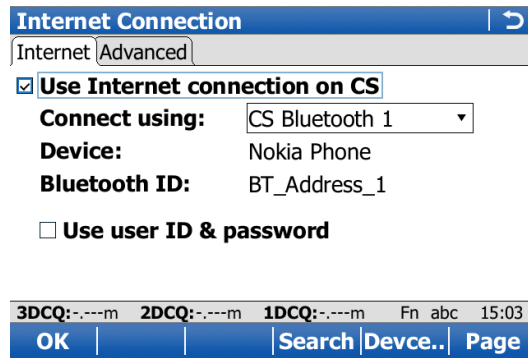 Internet Connection
Internet Advanced
Use Internet connection on CS
Connect using: CS Bluetooth 1
Device: Nokia Phone
Bluetooth ID: BT_Address_1
Use user ID & password
3DCQ:-.---m 2DCQ:-.---m 1DCQ:-.---m Fn abc 15:03
OK Search Devce.. Page